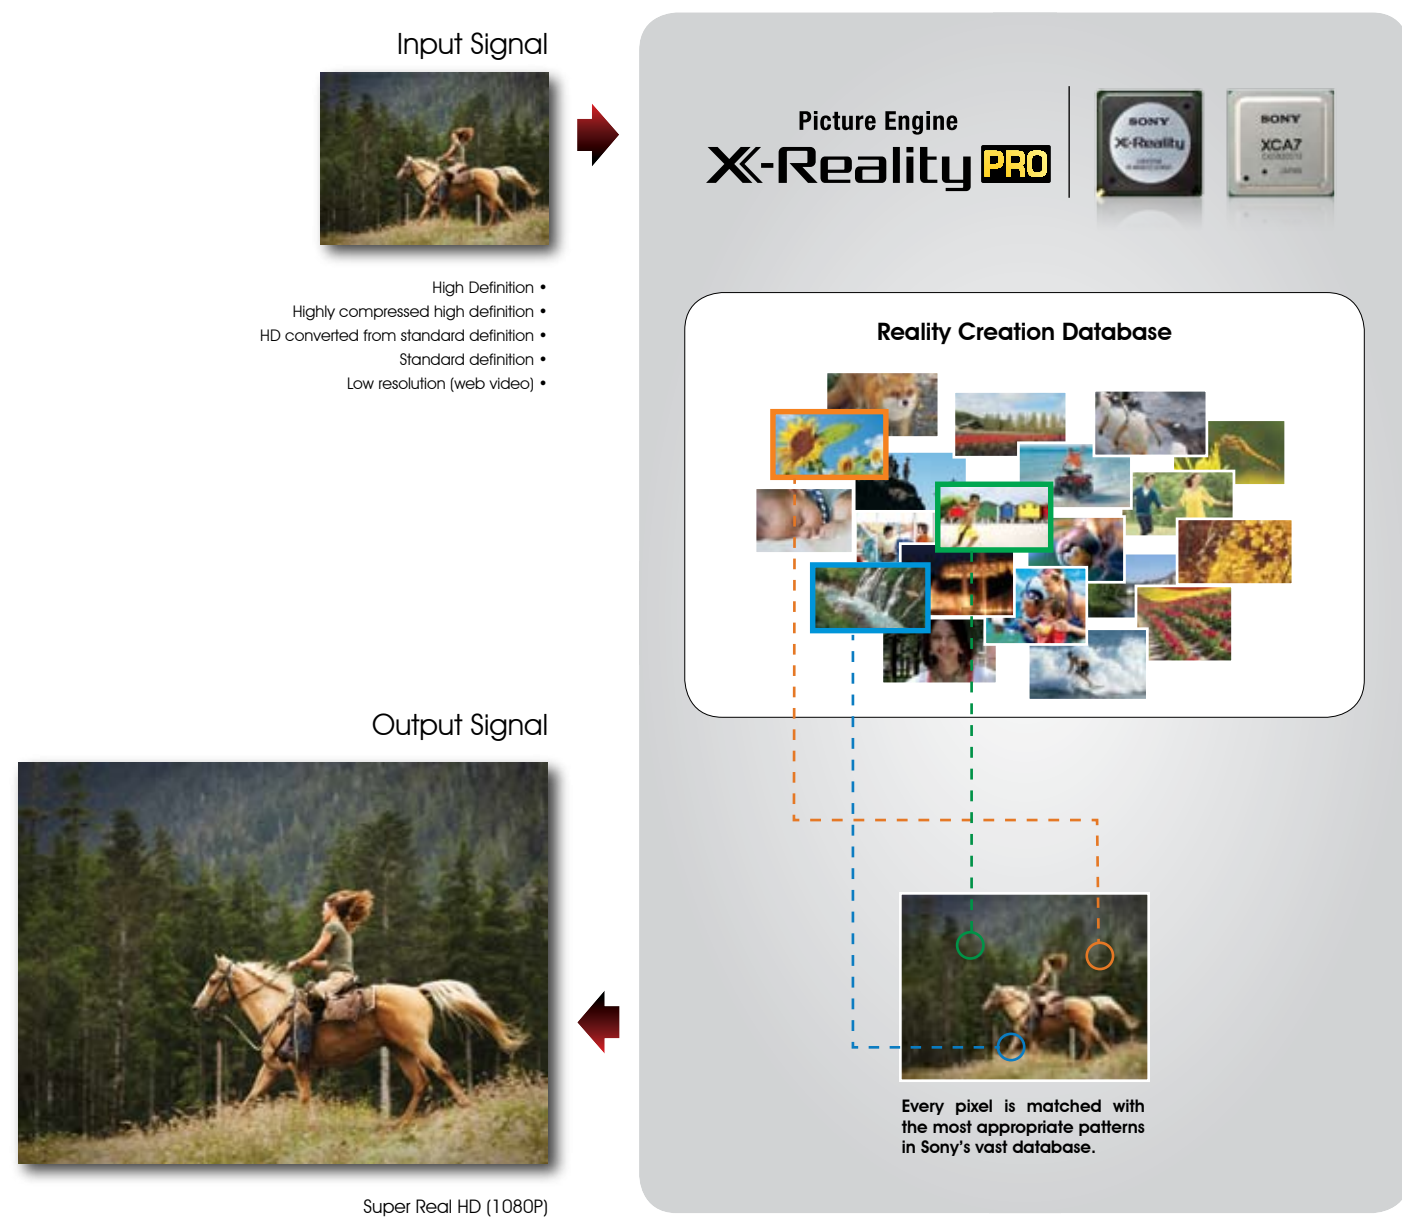 Input Signal
High Definition •
Highly compressed high definition •
HD converted from standard definition •
Standard definition •
Low resolution (web video) •
Picture Engine
X-Reality PRO
SONY
X-Reality
SONY
XCA7
JAPAN
Reality Creation Database
Every pixel is matched with
the most appropriate patterns
in Sony's vast database.
Output Signal
Super Real HD (1080P)